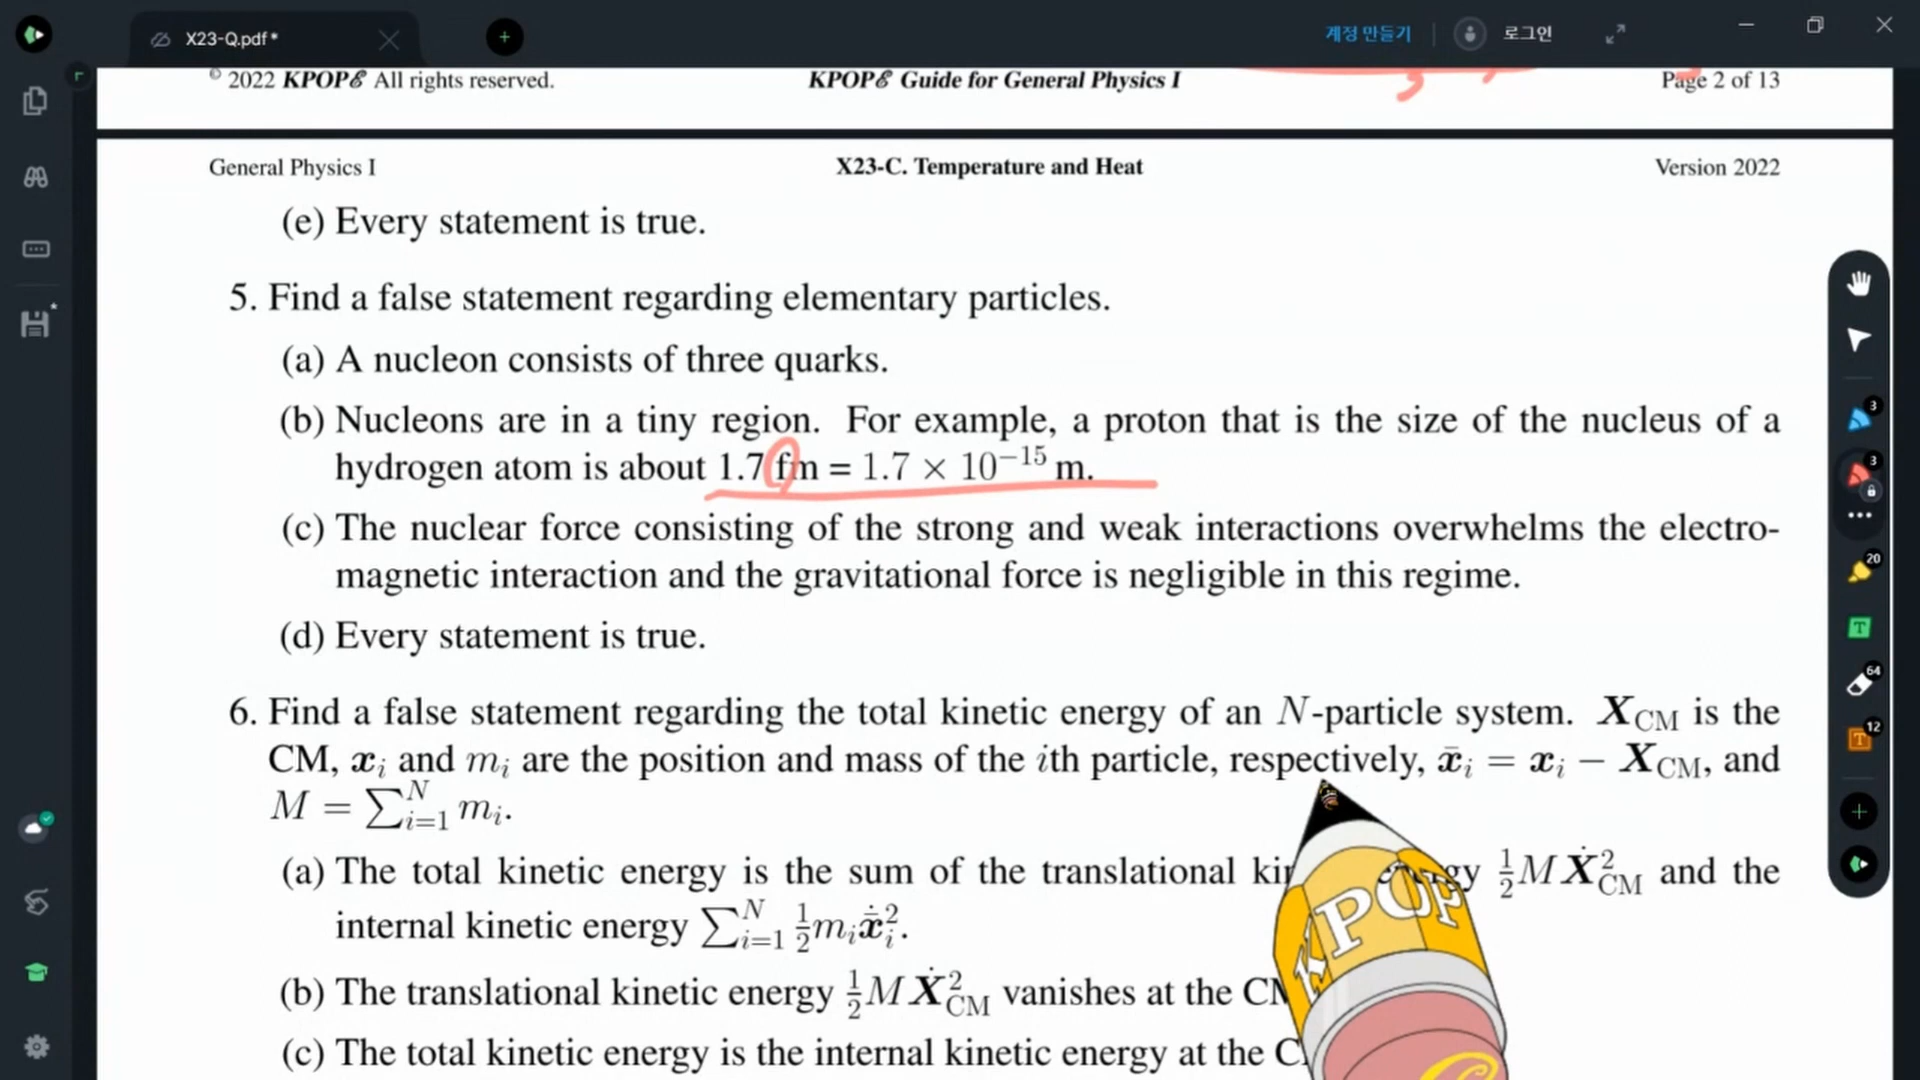 X23-Q.pdf *
계정 만들기
로그인
© 2022 KPOPE All rights reserved. KPOPE Guide for General Physics I Page 2 of 13
General Physics I X23-C. Temperature and Heat Version 2022
(e) Every statement is true.
5. Find a false statement regarding elementary particles.
(a) A nucleon consists of three quarks.
(b) Nucleons are in a tiny region. For example, a proton that is the size of the nucleus of a
hydrogen atom is about 1.7 fm = 1.7 × 10⁻¹⁵ m.
(c) The nuclear force consisting of the strong and weak interactions overwhelms the electro-
magnetic interaction and the gravitational force is negligible in this regime.
(d) Every statement is true.
6. Find a false statement regarding the total kinetic energy of an N-particle system. X_CM is the
CM, x_i and m_i are the position and mass of the ith particle, respectively, x̄_i = x_i − X_CM, and
M = ∑_{i=1}^{N} m_i.
(a) The total kinetic energy is the sum of the translational ½MẊ²_CM and the
internal kinetic energy ∑_{i=1}^{N} ½m_i ẋ̄_i².
(b) The translational kinetic energy ½MẊ²_CM vanishes at the
(c) The total kinetic energy is the internal kinetic energy at the
KPOP
3
3
20
64
12